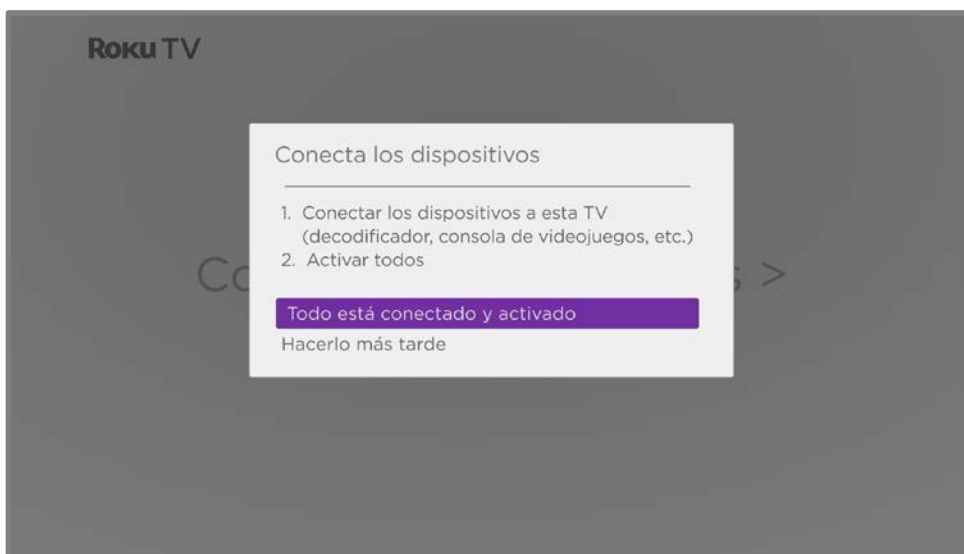 Roku TV
Conecta los dispositivos
1. Conectar los dispositivos a esta TV
(decodificador, consola de videojuegos, etc.)
2. Activar todos
Todo está conectado y activado
Hacerlo más tarde